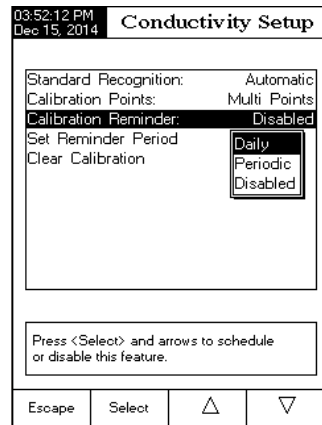 03:52:12 PM
Dec 15, 2014
Conductivity Setup
Standard Recognition: Automatic
Calibration Points: Multi Points
Calibration Reminder: Disabled
Set Reminder Period
Clear Calibration
Daily
Periodic
Disabled
Press <Select> and arrows to schedule
or disable this feature.
Escape Select